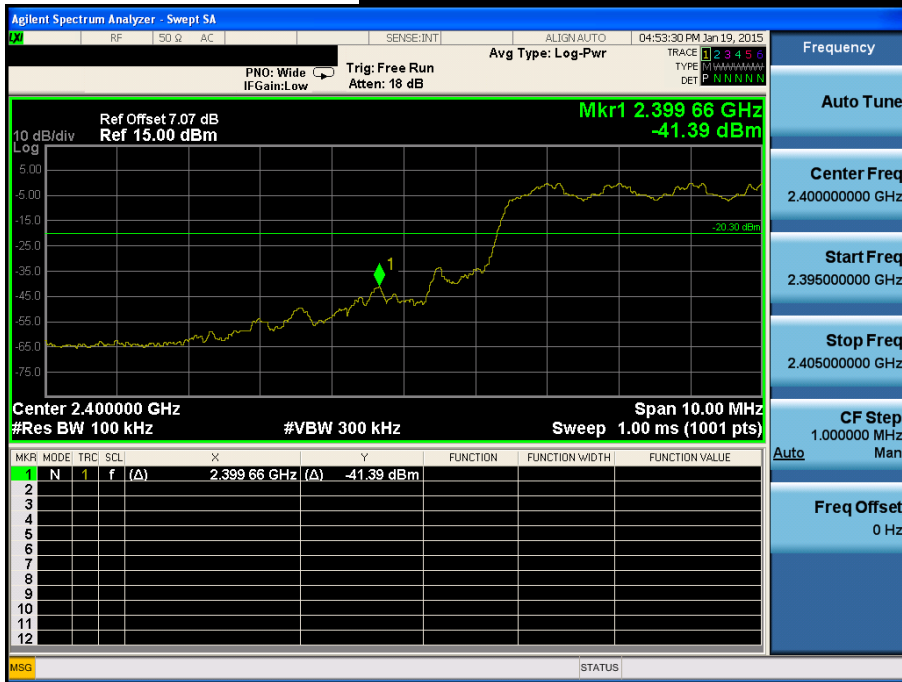 Agilent Spectrum Analyzer - Swept SA
LXI RF 50 Ω AC SENSE:INT ALIGN AUTO 04:53:30 PM Jan 19, 2015
Avg Type: Log-Pwr
TRACE 1 2 3 4 5 6
TYPE MWWWWW
DET P N N N N N
PNO: Wide
IFGain:Low
Trig: Free Run
Atten: 18 dB
Mkr1 2.399 66 GHz
-41.39 dBm
10 dB/div
Log
Ref Offset 7.07 dB
Ref 15.00 dBm
5.00
-5.00
-15.0
-20.30 dBm
-25.0
-35.0
1
-45.0
-55.0
-65.0
-75.0
Center 2.400000 GHz Span 10.00 MHz
#Res BW 100 kHz #VBW 300 kHz Sweep 1.00 ms (1001 pts)
MKR MODE TRC SCL X Y FUNCTION FUNCTION WIDTH FUNCTION VALUE
1 N 1 f (Δ) 2.399 66 GHz (Δ) -41.39 dBm
2
3
4
5
6
7
8
9
10
11
12
MSG STATUS
Frequency
Auto Tune
Center Freq
2.400000000 GHz
Start Freq
2.395000000 GHz
Stop Freq
2.405000000 GHz
CF Step
1.000000 MHz
Auto Man
Freq Offset
0 Hz